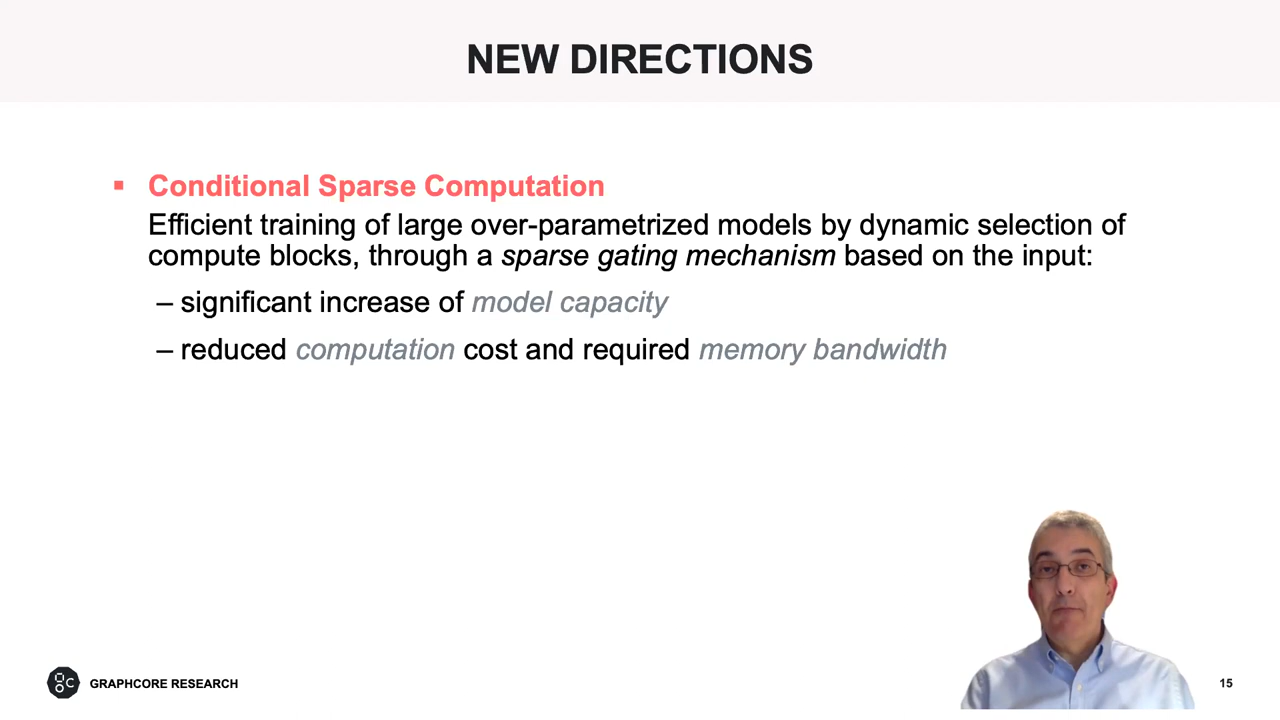 NEW DIRECTIONS
▪ Conditional Sparse Computation
Efficient training of large over-parametrized models by dynamic selection of
compute blocks, through a sparse gating mechanism based on the input:
– significant increase of model capacity
– reduced computation cost and required memory bandwidth
GRAPHCORE RESEARCH
15